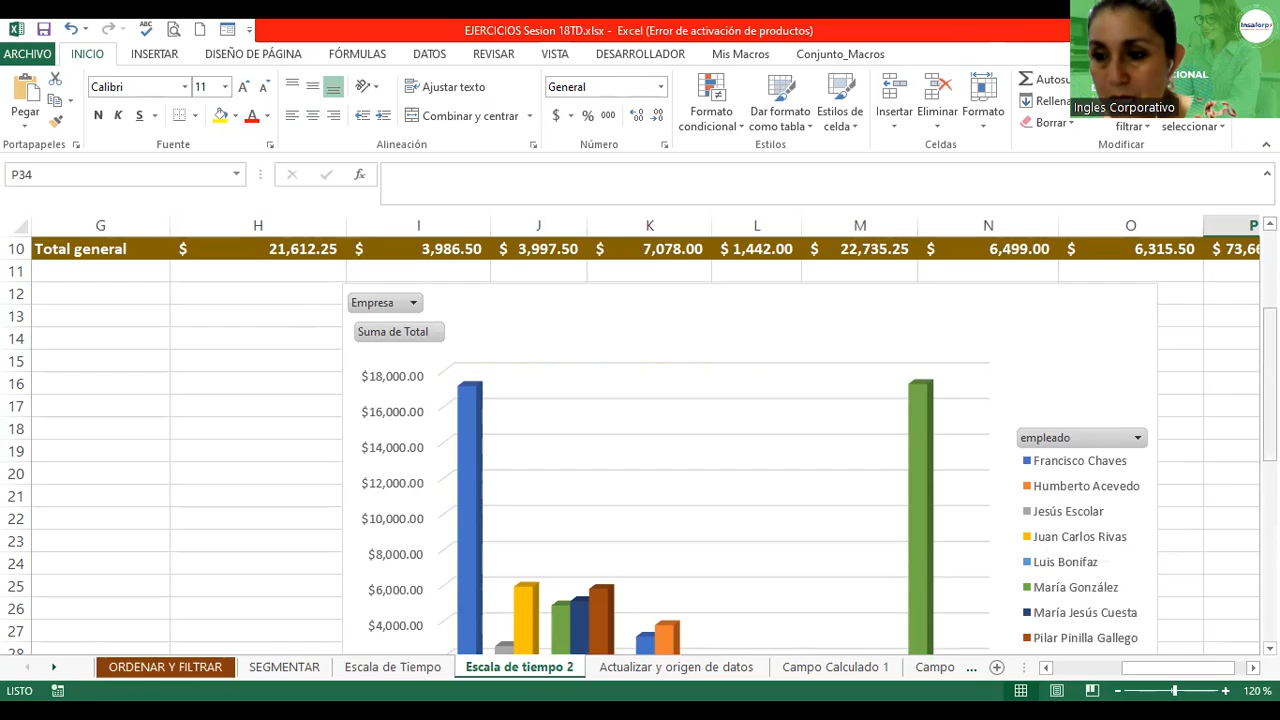 EJERCICIOS Sesion 18TD.xlsx - Excel (Error de activación de productos)
ARCHIVO INICIO INSERTAR DISEÑO DE PÁGINA FÓRMULAS DATOS REVISAR VISTA DESARROLLADOR Mis Macros Conjunto_Macros
Insaforp
CIONAL
Ingles Corporativo
Pegar
Calibri 11
N K S
Ajustar texto
Combinar y centrar
General
$ % 000
Formato condicional
Dar formato como tabla
Estilos de celda
Insertar Eliminar Formato
Autosu
Rellena
Borrar
filtrar seleccionar
Portapapeles Fuente Alineación Número Estilos Celdas Modificar
P34 fx
G H I J K L M N O P
10 Total general $ 21,612.25 $ 3,986.50 $ 3,997.50 $ 7,078.00 $ 1,442.00 $ 22,735.25 $ 6,499.00 $ 6,315.50 $ 73,66
11
12
13
14
15
16
17
18
19
20
21
22
23
24
25
26
27
28
Empresa
Suma de Total
$18,000.00
$16,000.00
$14,000.00
$12,000.00
$10,000.00
$8,000.00
$6,000.00
$4,000.00
empleado
Francisco Chaves
Humberto Acevedo
Jesús Escolar
Juan Carlos Rivas
Luis Bonifaz
María González
María Jesús Cuesta
Pilar Pinilla Gallego
ORDENAR Y FILTRAR SEGMENTAR Escala de Tiempo Escala de tiempo 2 Actualizar y origen de datos Campo Calculado 1 Campo ...
LISTO 120 %